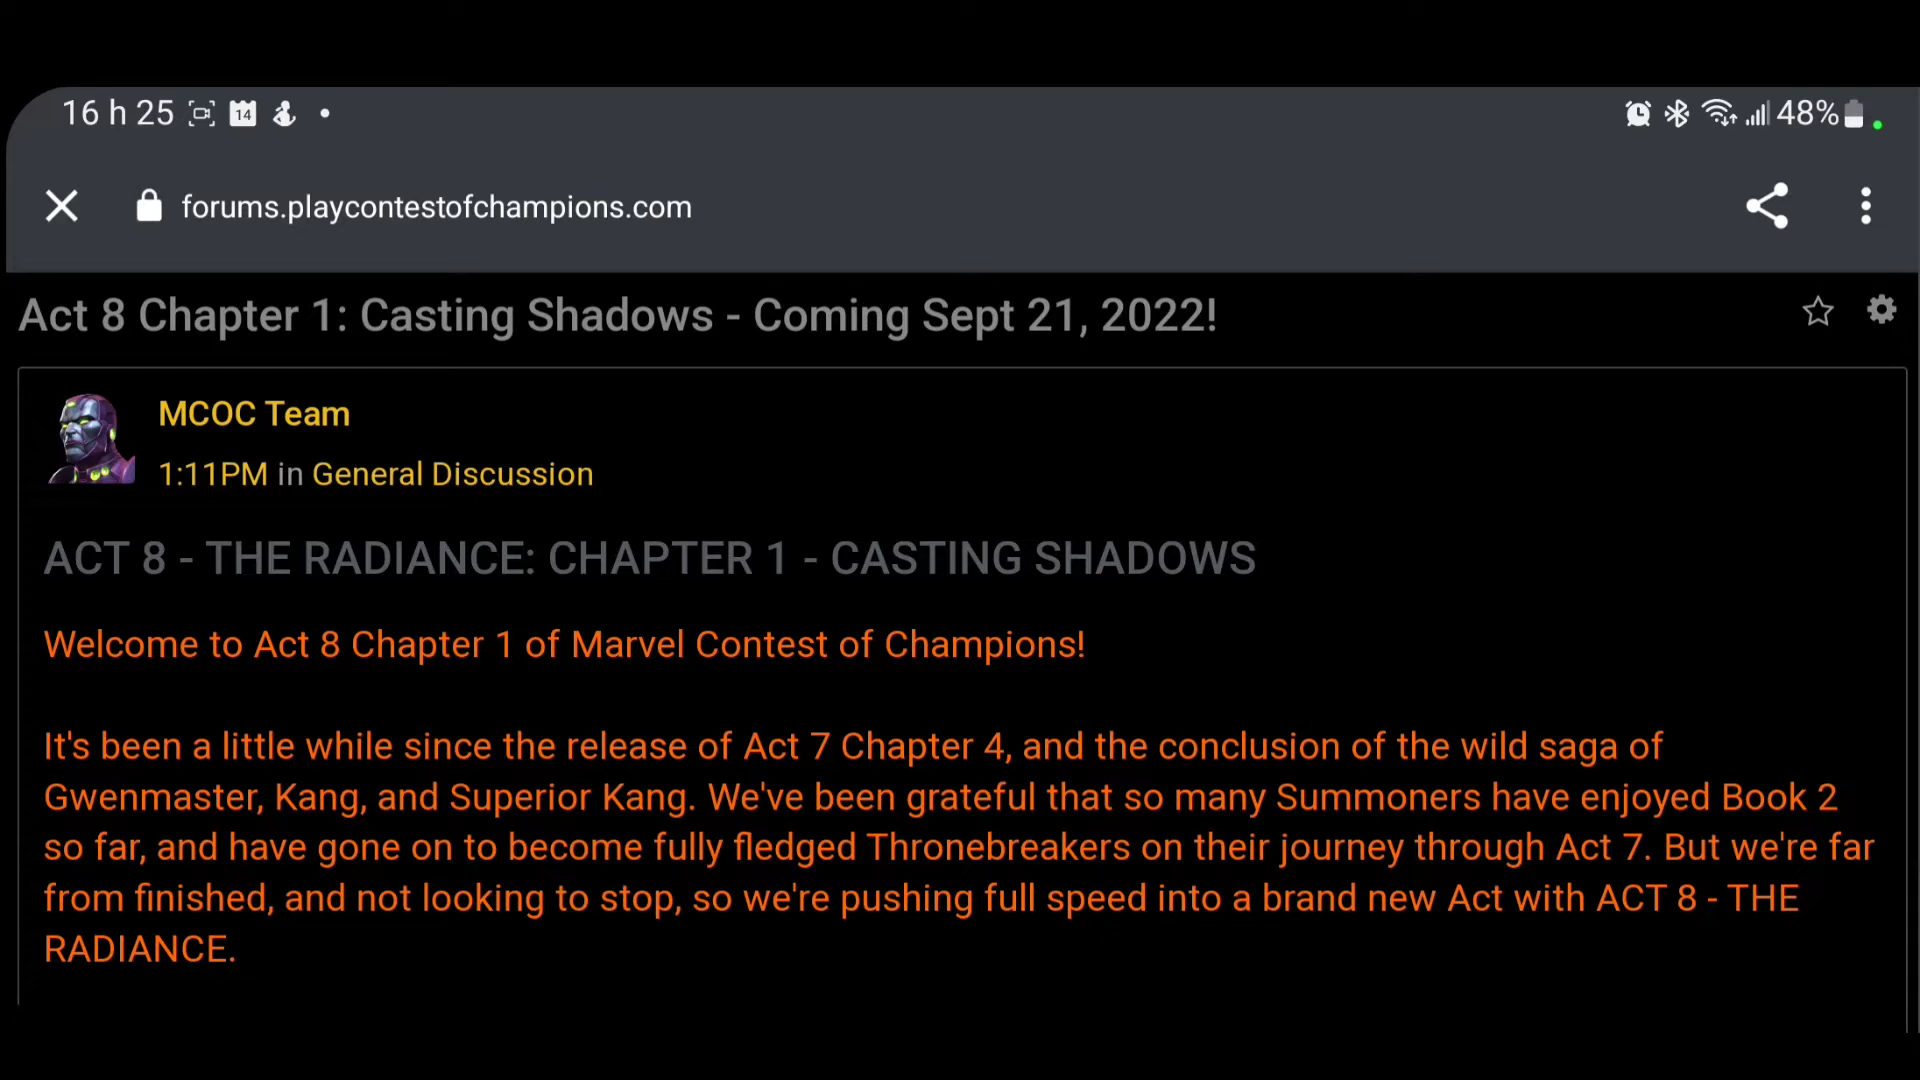 16 h 25 14 48%
forums.playcontestofchampions.com
Act 8 Chapter 1: Casting Shadows - Coming Sept 21, 2022!
MCOC Team
1:11PM in General Discussion
ACT 8 - THE RADIANCE: CHAPTER 1 - CASTING SHADOWS
Welcome to Act 8 Chapter 1 of Marvel Contest of Champions!
It's been a little while since the release of Act 7 Chapter 4, and the conclusion of the wild saga of
Gwenmaster, Kang, and Superior Kang. We've been grateful that so many Summoners have enjoyed Book 2
so far, and have gone on to become fully fledged Thronebreakers on their journey through Act 7. But we're far
from finished, and not looking to stop, so we're pushing full speed into a brand new Act with ACT 8 - THE
RADIANCE.